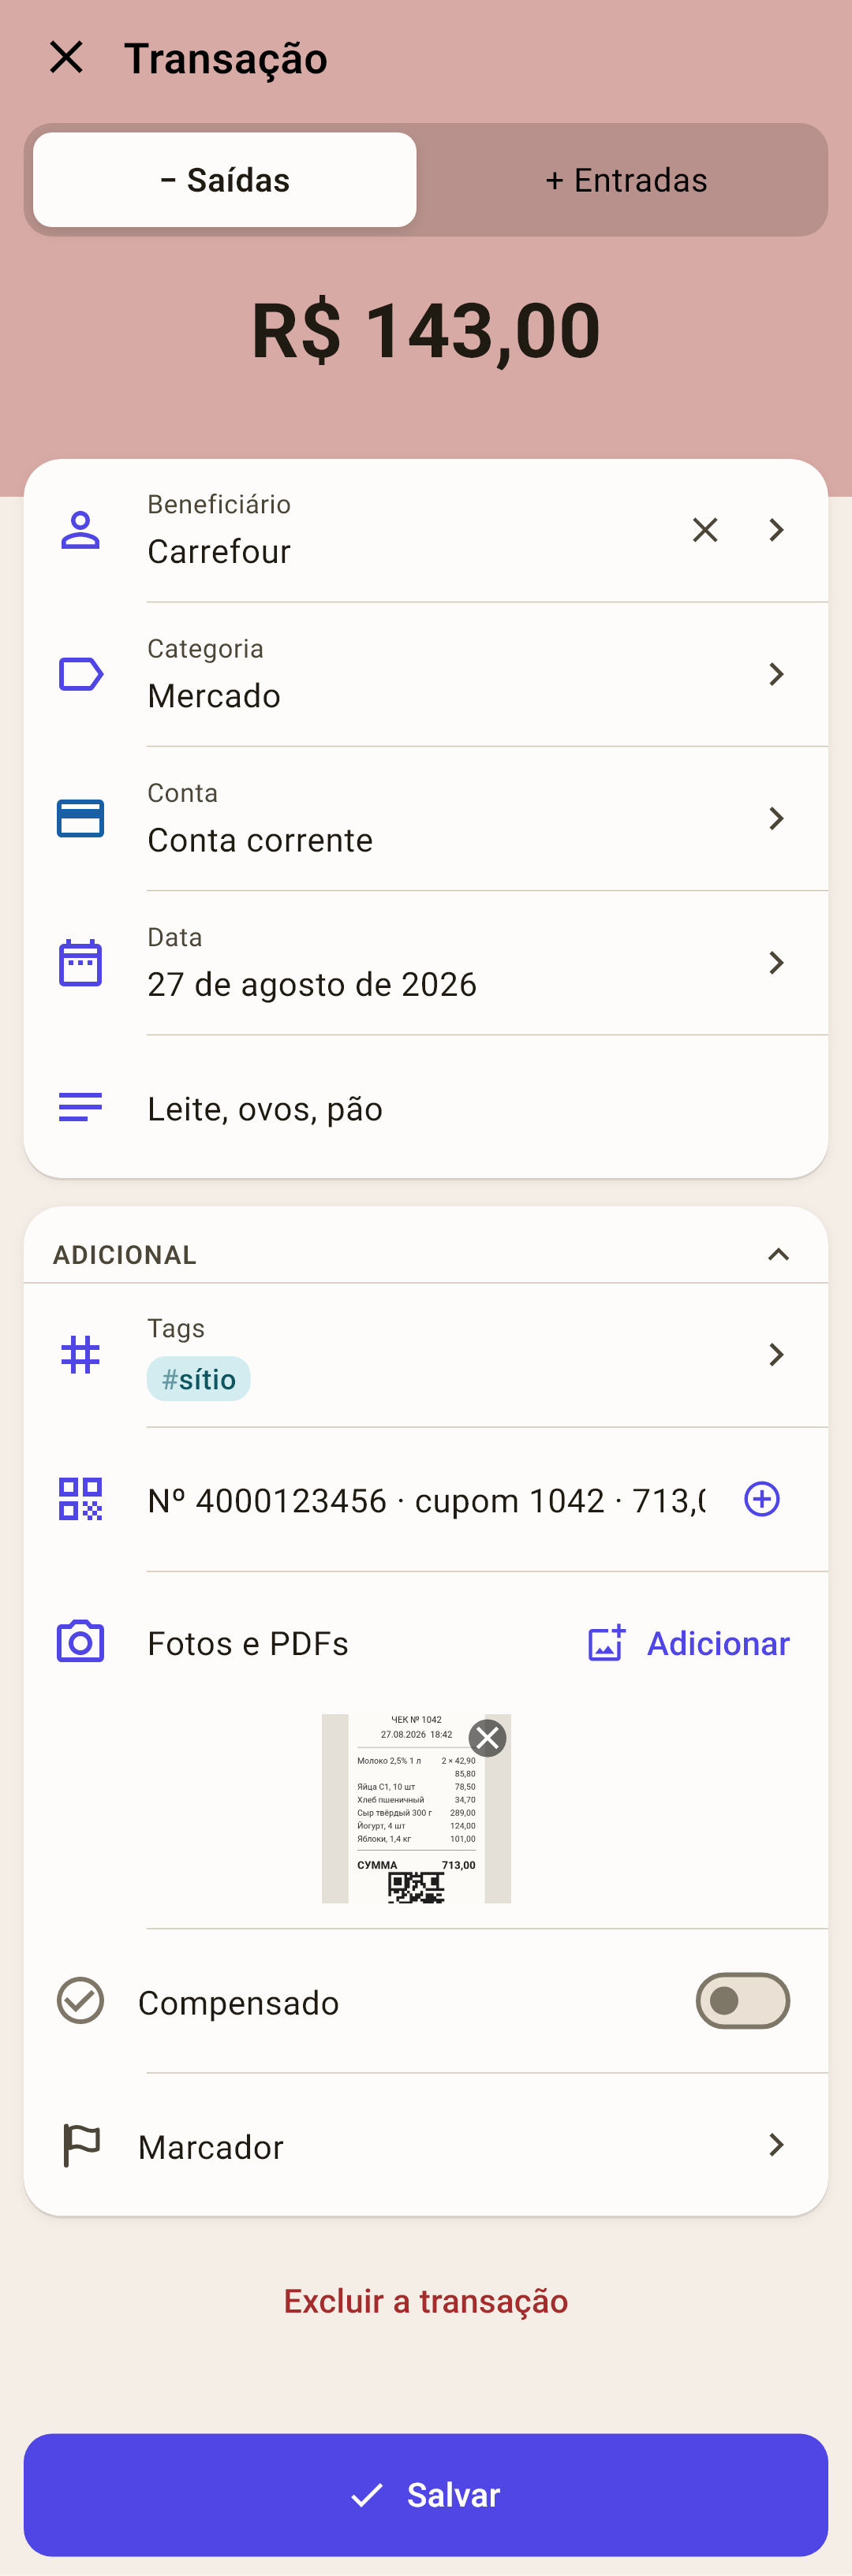 Transação
− Saídas
+ Entradas
R$ 143,00
Beneficiário
Carrefour
Categoria
Mercado
Conta
Conta corrente
Data
27 de agosto de 2026
Leite, ovos, pão
ADICIONAL
Tags
#sítio
Nº 4000123456 · cupom 1042 · 713,
Fotos e PDFs
Adicionar
ЧЕК № 1042
27.08.2026 18:42
Молоко 2,5% 1 л 2 × 42,90
85,80
Яйца С1, 10 шт 78,50
Хлеб пшеничный 34,70
Сыр твёрдый 300 г 289,00
Йогурт, 4 шт 124,00
Яблоки, 1,4 кг 101,00
СУММА 713,00
Compensado
Marcador
Excluir a transação
Salvar